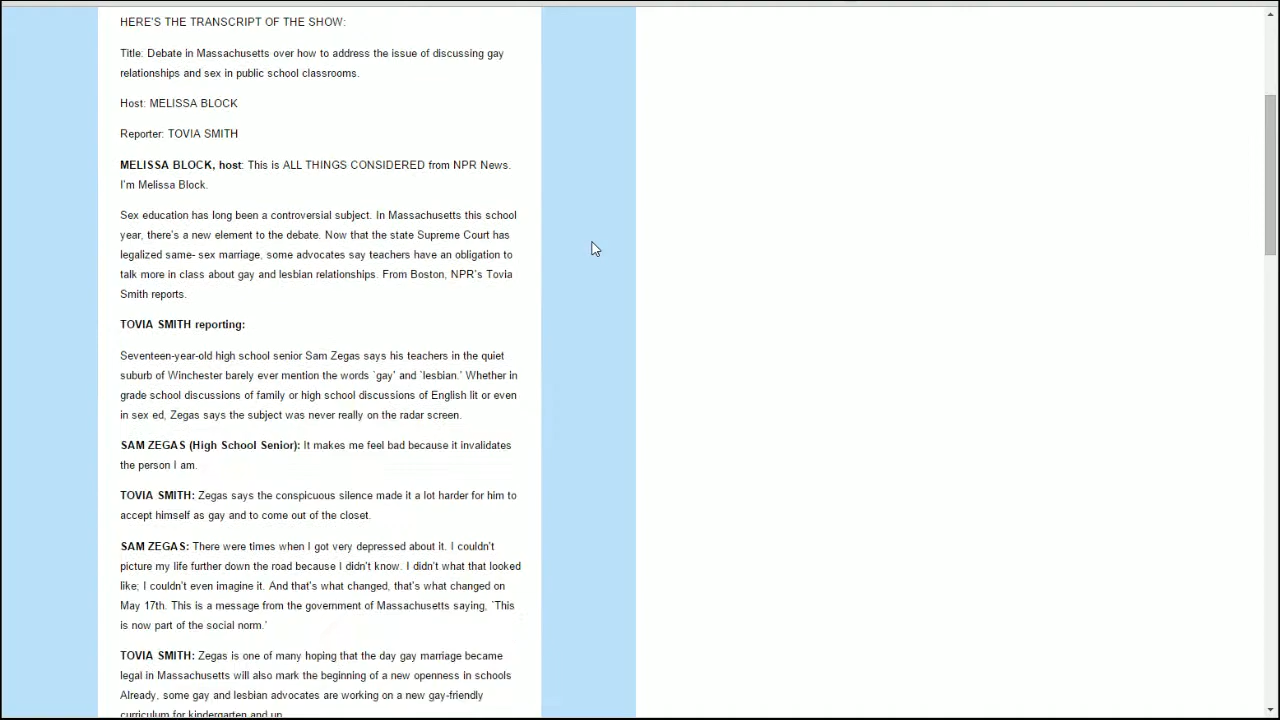 HERE'S THE TRANSCRIPT OF THE SHOW:
Title: Debate in Massachusetts over how to address the issue of discussing gay
relationships and sex in public school classrooms.
Host: MELISSA BLOCK
Reporter: TOVIA SMITH
MELISSA BLOCK, host: This is ALL THINGS CONSIDERED from NPR News.
I'm Melissa Block.
Sex education has long been a controversial subject. In Massachusetts this school
year, there's a new element to the debate. Now that the state Supreme Court has
legalized same- sex marriage, some advocates say teachers have an obligation to
talk more in class about gay and lesbian relationships. From Boston, NPR's Tovia
Smith reports.
TOVIA SMITH reporting:
Seventeen-year-old high school senior Sam Zegas says his teachers in the quiet
suburb of Winchester barely ever mention the words `gay' and `lesbian.' Whether in
grade school discussions of family or high school discussions of English lit or even
in sex ed, Zegas says the subject was never really on the radar screen.
SAM ZEGAS (High School Senior): It makes me feel bad because it invalidates
the person I am.
TOVIA SMITH: Zegas says the conspicuous silence made it a lot harder for him to
accept himself as gay and to come out of the closet.
SAM ZEGAS: There were times when I got very depressed about it. I couldn't
picture my life further down the road because I didn't know. I didn't what that looked
like; I couldn't even imagine it. And that's what changed, that's what changed on
May 17th. This is a message from the government of Massachusetts saying, `This
is now part of the social norm.'
TOVIA SMITH: Zegas is one of many hoping that the day gay marriage became
legal in Massachusetts will also mark the beginning of a new openness in schools
Already, some gay and lesbian advocates are working on a new gay-friendly
curriculum for kindergarten and up